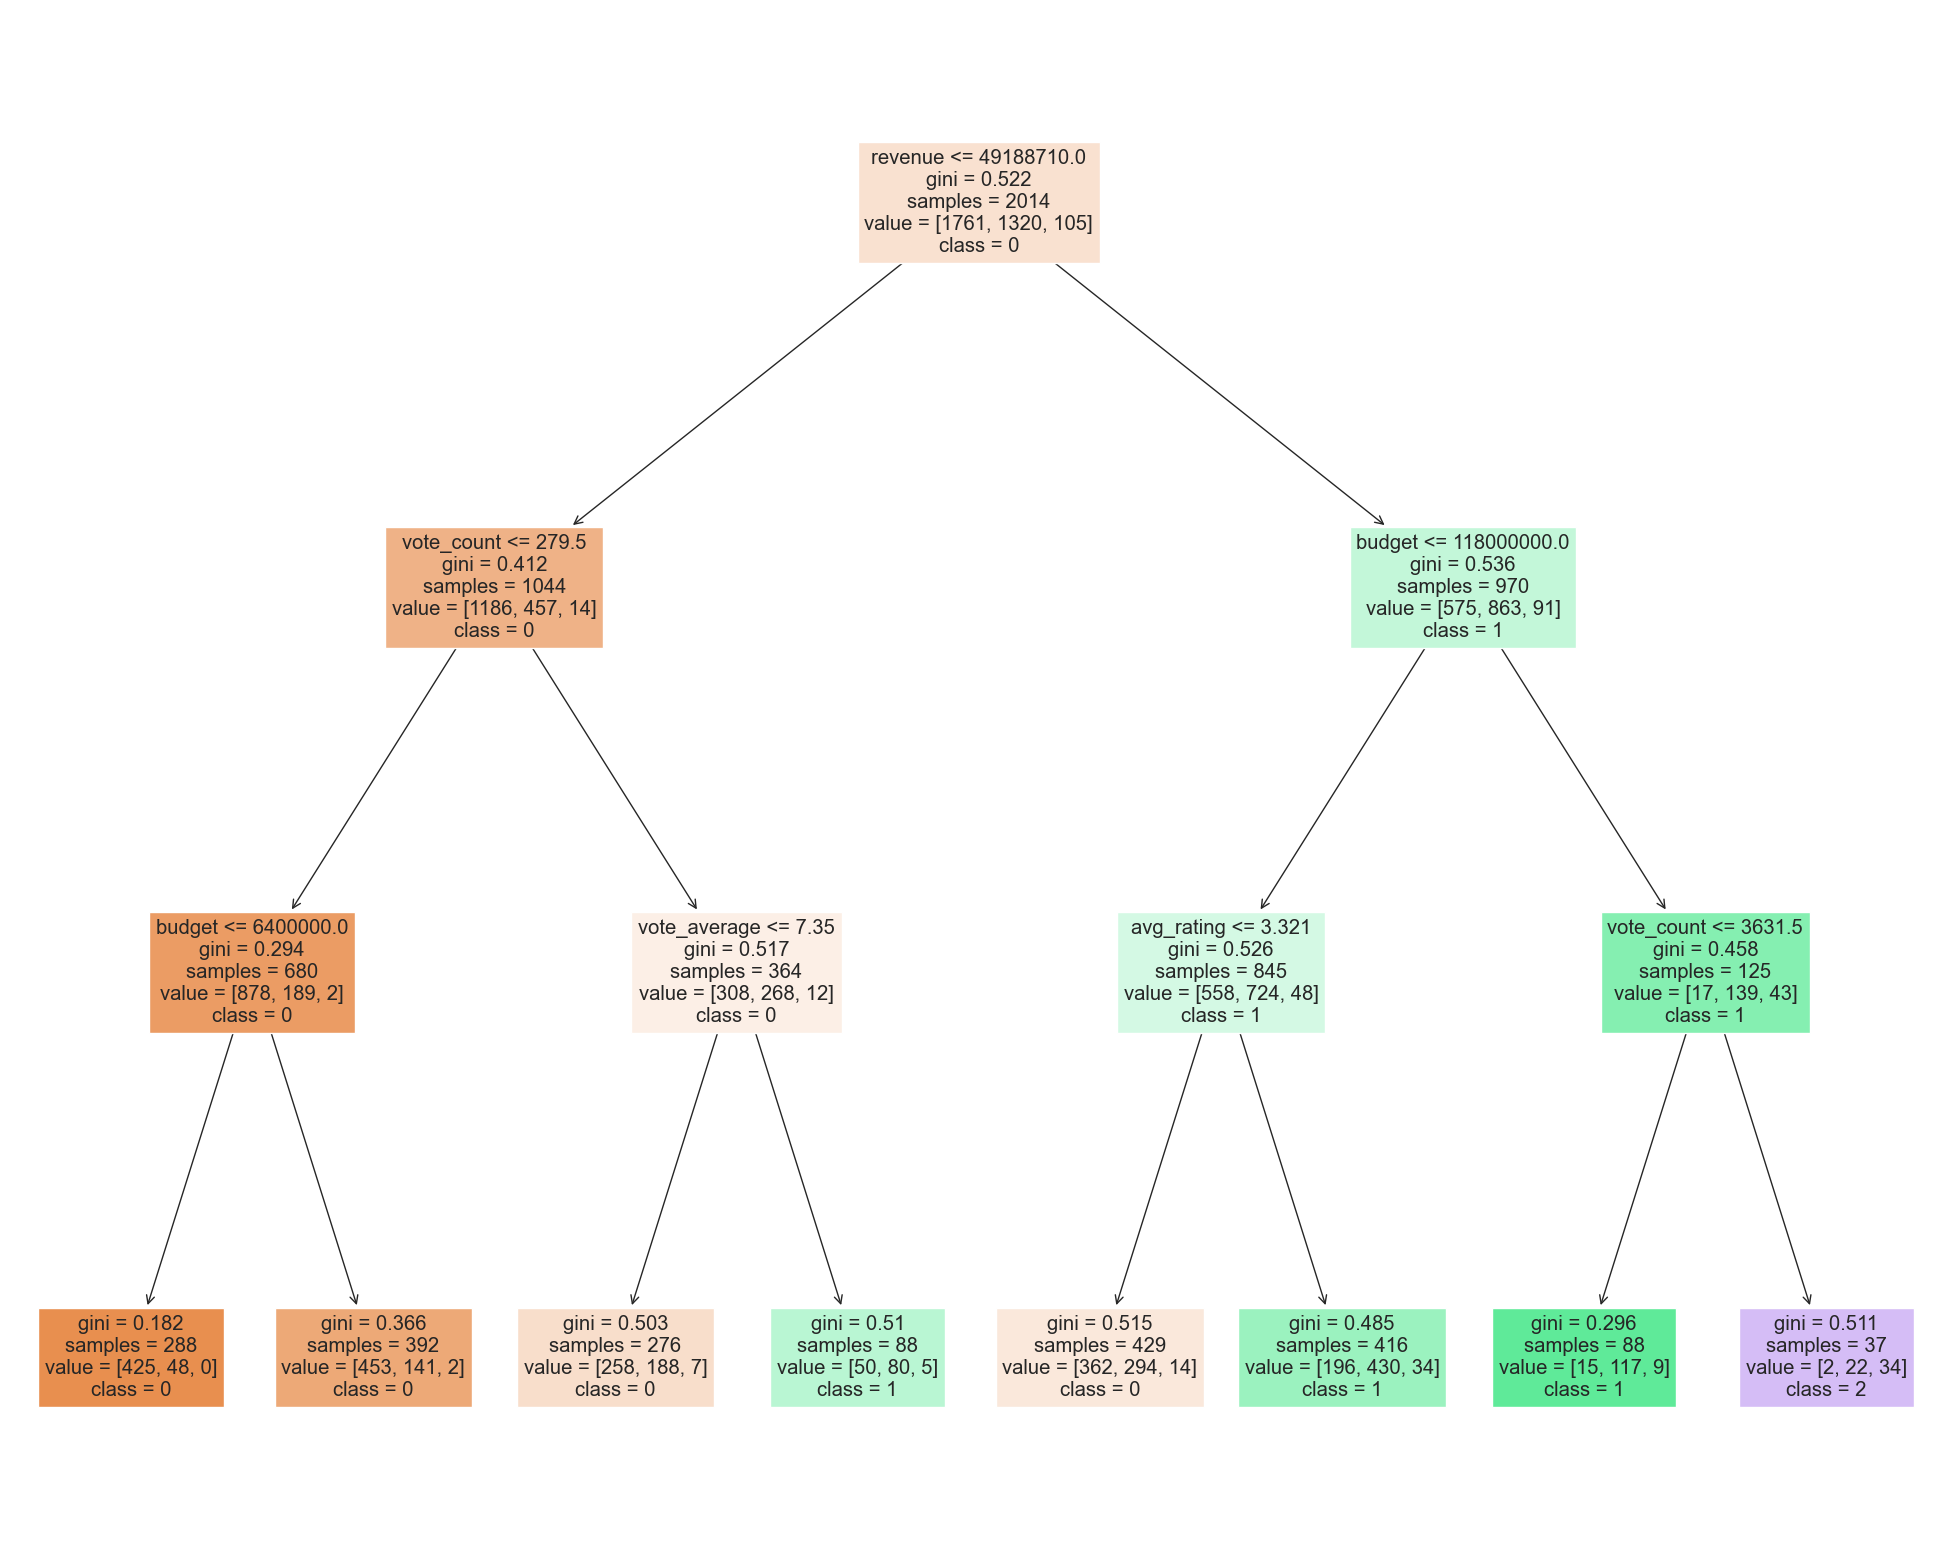 revenue <= 49188710.0
gini = 0.522
samples = 2014
value = [1761, 1320, 105]
class = 0
vote_count <= 279.5
gini = 0.412
samples = 1044
value = [1186, 457, 14]
class = 0
budget <= 118000000.0
gini = 0.536
samples = 970
value = [575, 863, 91]
class = 1
budget <= 6400000.0
gini = 0.294
samples = 680
value = [878, 189, 2]
class = 0
vote_average <= 7.35
gini = 0.517
samples = 364
value = [308, 268, 12]
class = 0
avg_rating <= 3.321
gini = 0.526
samples = 845
value = [558, 724, 48]
class = 1
vote_count <= 3631.5
gini = 0.458
samples = 125
value = [17, 139, 43]
class = 1
gini = 0.182
samples = 288
value = [425, 48, 0]
class = 0
gini = 0.366
samples = 392
value = [453, 141, 2]
class = 0
gini = 0.503
samples = 276
value = [258, 188, 7]
class = 0
gini = 0.51
samples = 88
value = [50, 80, 5]
class = 1
gini = 0.515
samples = 429
value = [362, 294, 14]
class = 0
gini = 0.485
samples = 416
value = [196, 430, 34]
class = 1
gini = 0.296
samples = 88
value = [15, 117, 9]
class = 1
gini = 0.511
samples = 37
value = [2, 22, 34]
class = 2